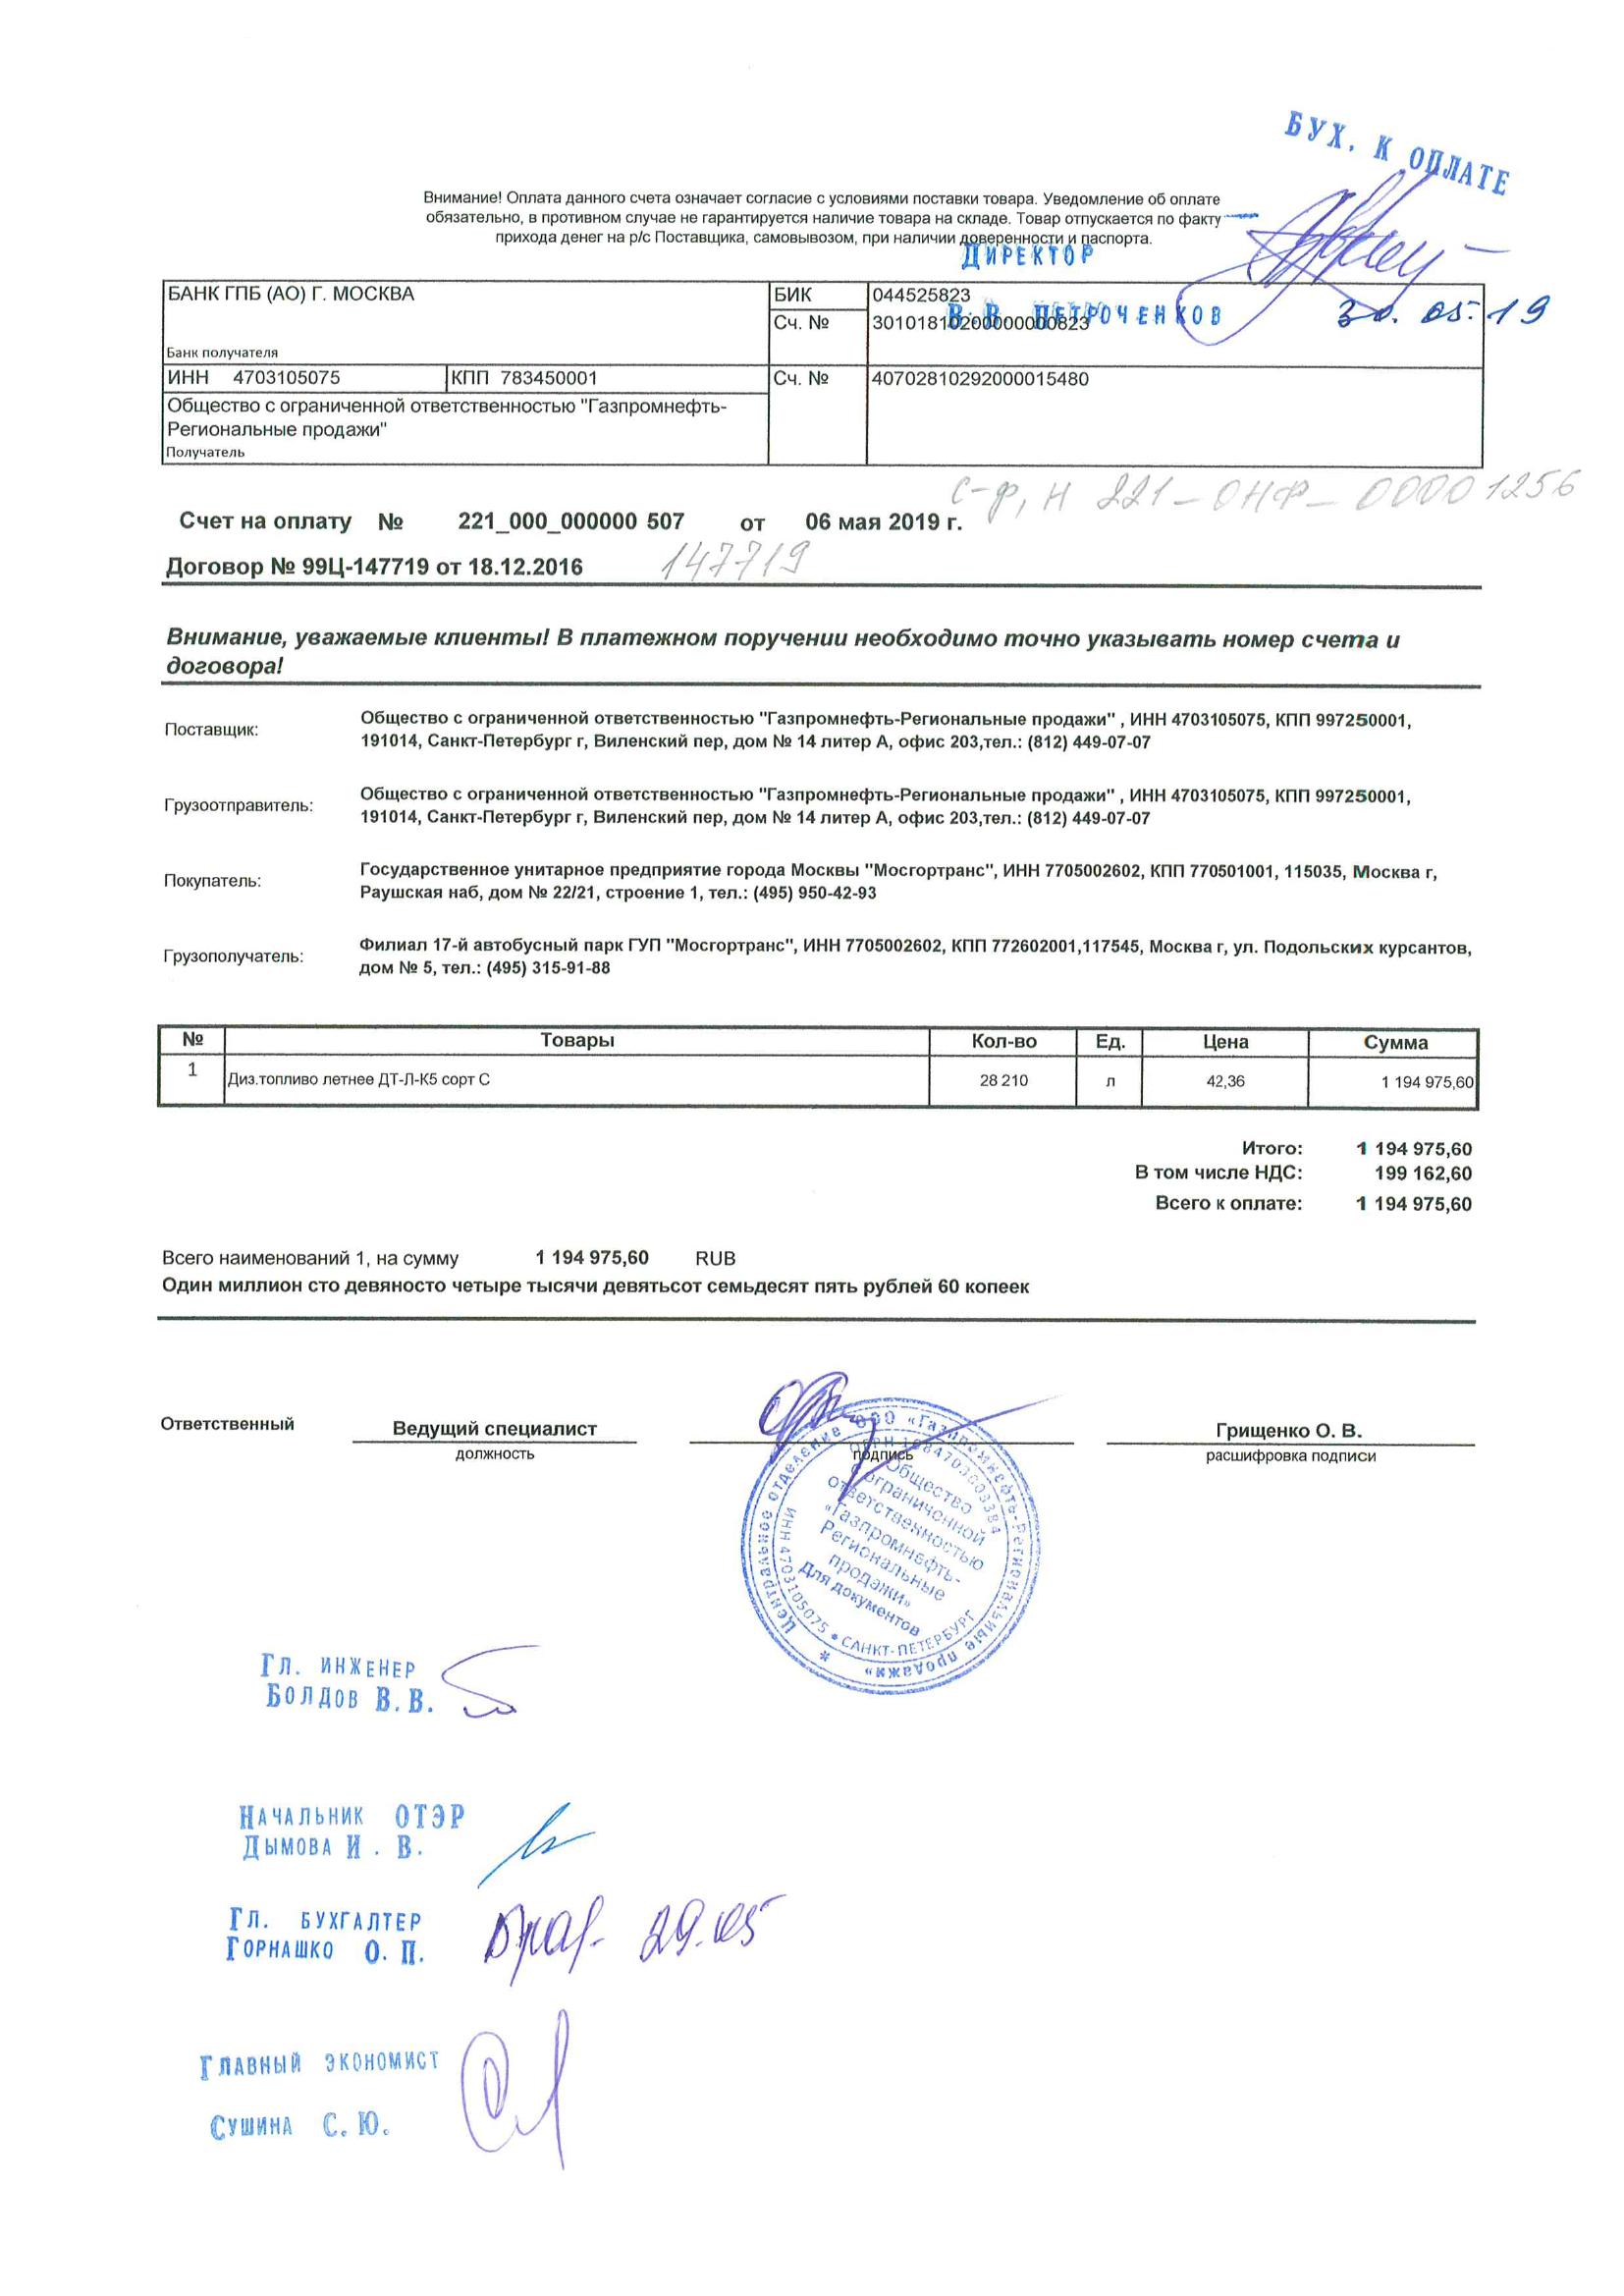 БУХ. К ОПЛАТЕ
Внимание! Оплата данного счета означает согласие с условиями поставки товара. Уведомление об оплате
обязательно, в противном случае не гарантируется наличие товара на складе. Товар отпускается по факту
прихода денег на р/с Поставщика, самовывозом, при наличии доверенности и паспорта.
ДИРЕКТОР
В.В. ПЕТРОЧЕНКОВ
30.05.19
БАНК ГПБ (АО) Г. МОСКВА БИК 044525823
Сч. № 30101810200000000823
Банк получателя
ИНН 4703105075 КПП 783450001 Сч. № 40702810292000015480
Общество с ограниченной ответственностью "Газпромнефть-
Региональные продажи"
Получатель
с-ф, н 221-ОНФ-00001256
Счет на оплату № 221_000_000000 507 от 06 мая 2019 г.
Договор № 99Ц-147719 от 18.12.2016 147719
Внимание, уважаемые клиенты! В платежном поручении необходимо точно указывать номер счета и
договора!
Поставщик: Общество с ограниченной ответственностью "Газпромнефть-Региональные продажи" , ИНН 4703105075, КПП 997250001,
191014, Санкт-Петербург г, Виленский пер, дом № 14 литер А, офис 203,тел.: (812) 449-07-07
Грузоотправитель: Общество с ограниченной ответственностью "Газпромнефть-Региональные продажи" , ИНН 4703105075, КПП 997250001,
191014, Санкт-Петербург г, Виленский пер, дом № 14 литер А, офис 203,тел.: (812) 449-07-07
Покупатель: Государственное унитарное предприятие города Москвы "Мосгортранс", ИНН 7705002602, КПП 770501001, 115035, Москва г,
Раушская наб, дом № 22/21, строение 1, тел.: (495) 950-42-93
Грузополучатель: Филиал 17-й автобусный парк ГУП "Мосгортранс", ИНН 7705002602, КПП 772602001,117545, Москва г, ул. Подольских курсантов,
дом № 5, тел.: (495) 315-91-88
№ Товары Кол-во Ед. Цена Сумма
1 Диз.топливо летнее ДТ-Л-К5 сорт С 28 210 л 42,36 1 194 975,60
Итого: 1 194 975,60
В том числе НДС: 199 162,60
Всего к оплате: 1 194 975,60
Всего наименований 1, на сумму 1 194 975,60 RUB
Один миллион сто девяносто четыре тысячи девятьсот семьдесят пять рублей 60 копеек
Ответственный Ведущий специалист Грищенко О. В.
должность подпись расшифровка подписи
Центральное отделение ООО «Газпромнефть-Региональные продажи»
ИНН 4703105075 • САНКТ-ПЕТЕРБУРГ
Общество
с ограниченной
ответственностью
«Газпромнефть-
Региональные
продажи»
Для документов
ГЛ. ИНЖЕНЕР
БОЛДОВ В.В.
НАЧАЛЬНИК ОТЭР
ДЫМОВА И. В.
ГЛ. БУХГАЛТЕР
ГОРНАШКО О. П.
29.05
ГЛАВНЫЙ ЭКОНОМИСТ
СУШИНА С. Ю.